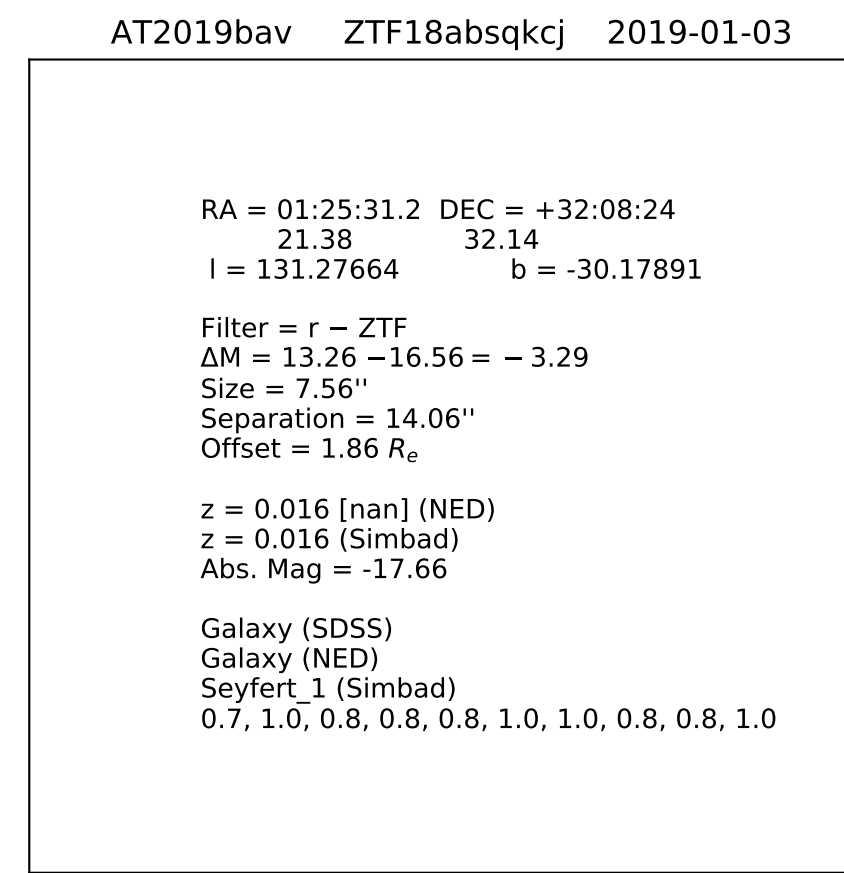 AT2019bav ZTF18absqkcj 2019-01-03
RA = 01:25:31.2 DEC = +32:08:24
21.38 32.14
l = 131.27664 b = -30.17891
Filter = r − ZTF
ΔM = 13.26 −16.56 = − 3.29
Size = 7.56''
Separation = 14.06''
Offset = 1.86 Re
z = 0.016 [nan] (NED)
z = 0.016 (Simbad)
Abs. Mag = -17.66
Galaxy (SDSS)
Galaxy (NED)
Seyfert_1 (Simbad)
0.7, 1.0, 0.8, 0.8, 0.8, 1.0, 1.0, 0.8, 0.8, 1.0